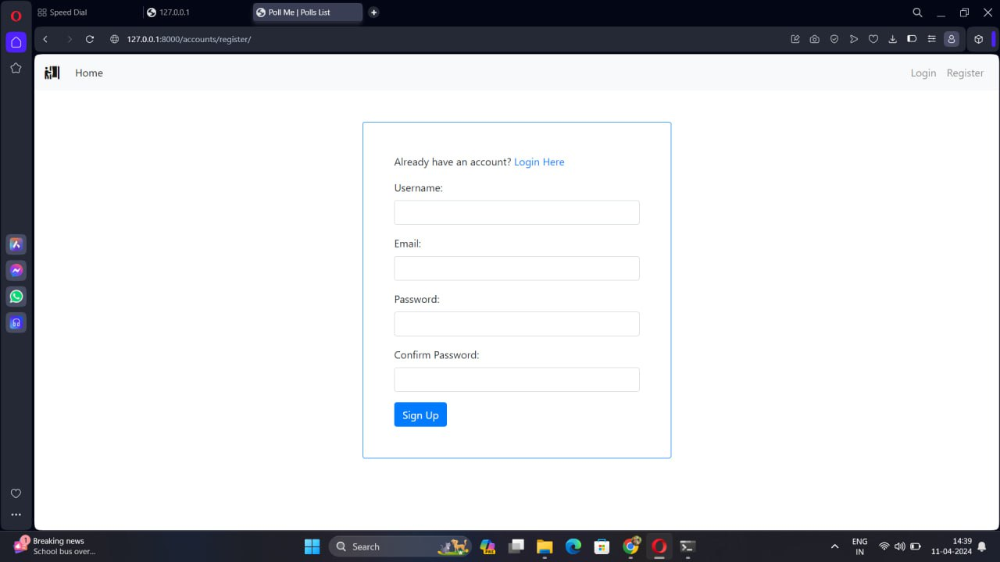 Speed Dial
127.0.0.1
Poll Me | Polls List
127.0.0.1:8000/accounts/register/
Home
Login
Register
Already have an account? Login Here
Username:
Email:
Password:
Confirm Password:
Sign Up
1
Breaking news
School bus over...
Search
ENG
IN
14:39
11-04-2024